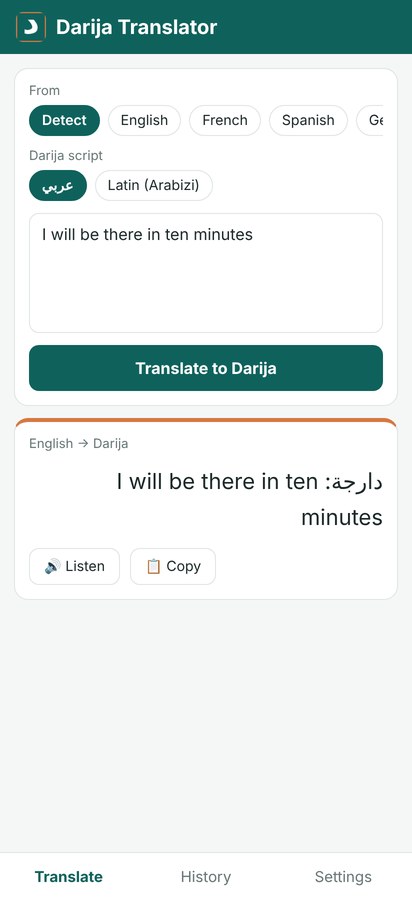 Darija Translator
From
Detect English French Spanish Ge
Darija script
عربي Latin (Arabizi)
I will be there in ten minutes
Translate to Darija
English → Darija
دارجة: I will be there in ten
minutes
🔊 Listen 📋 Copy
Translate History Settings